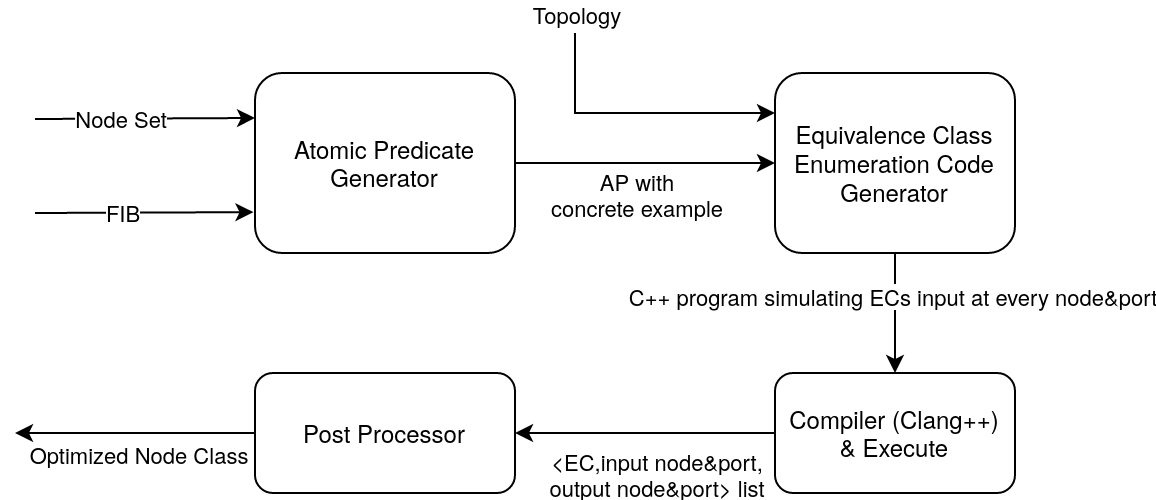 Topology
Node Set
Atomic Predicate
Generator
Equivalence Class
Enumeration Code
Generator
AP with
concrete example
FIB
C++ program simulating ECs input at every node&port
Compiler (Clang++)
& Execute
<EC,input node&port,
output node&port> list
Post Processor
Optimized Node Class